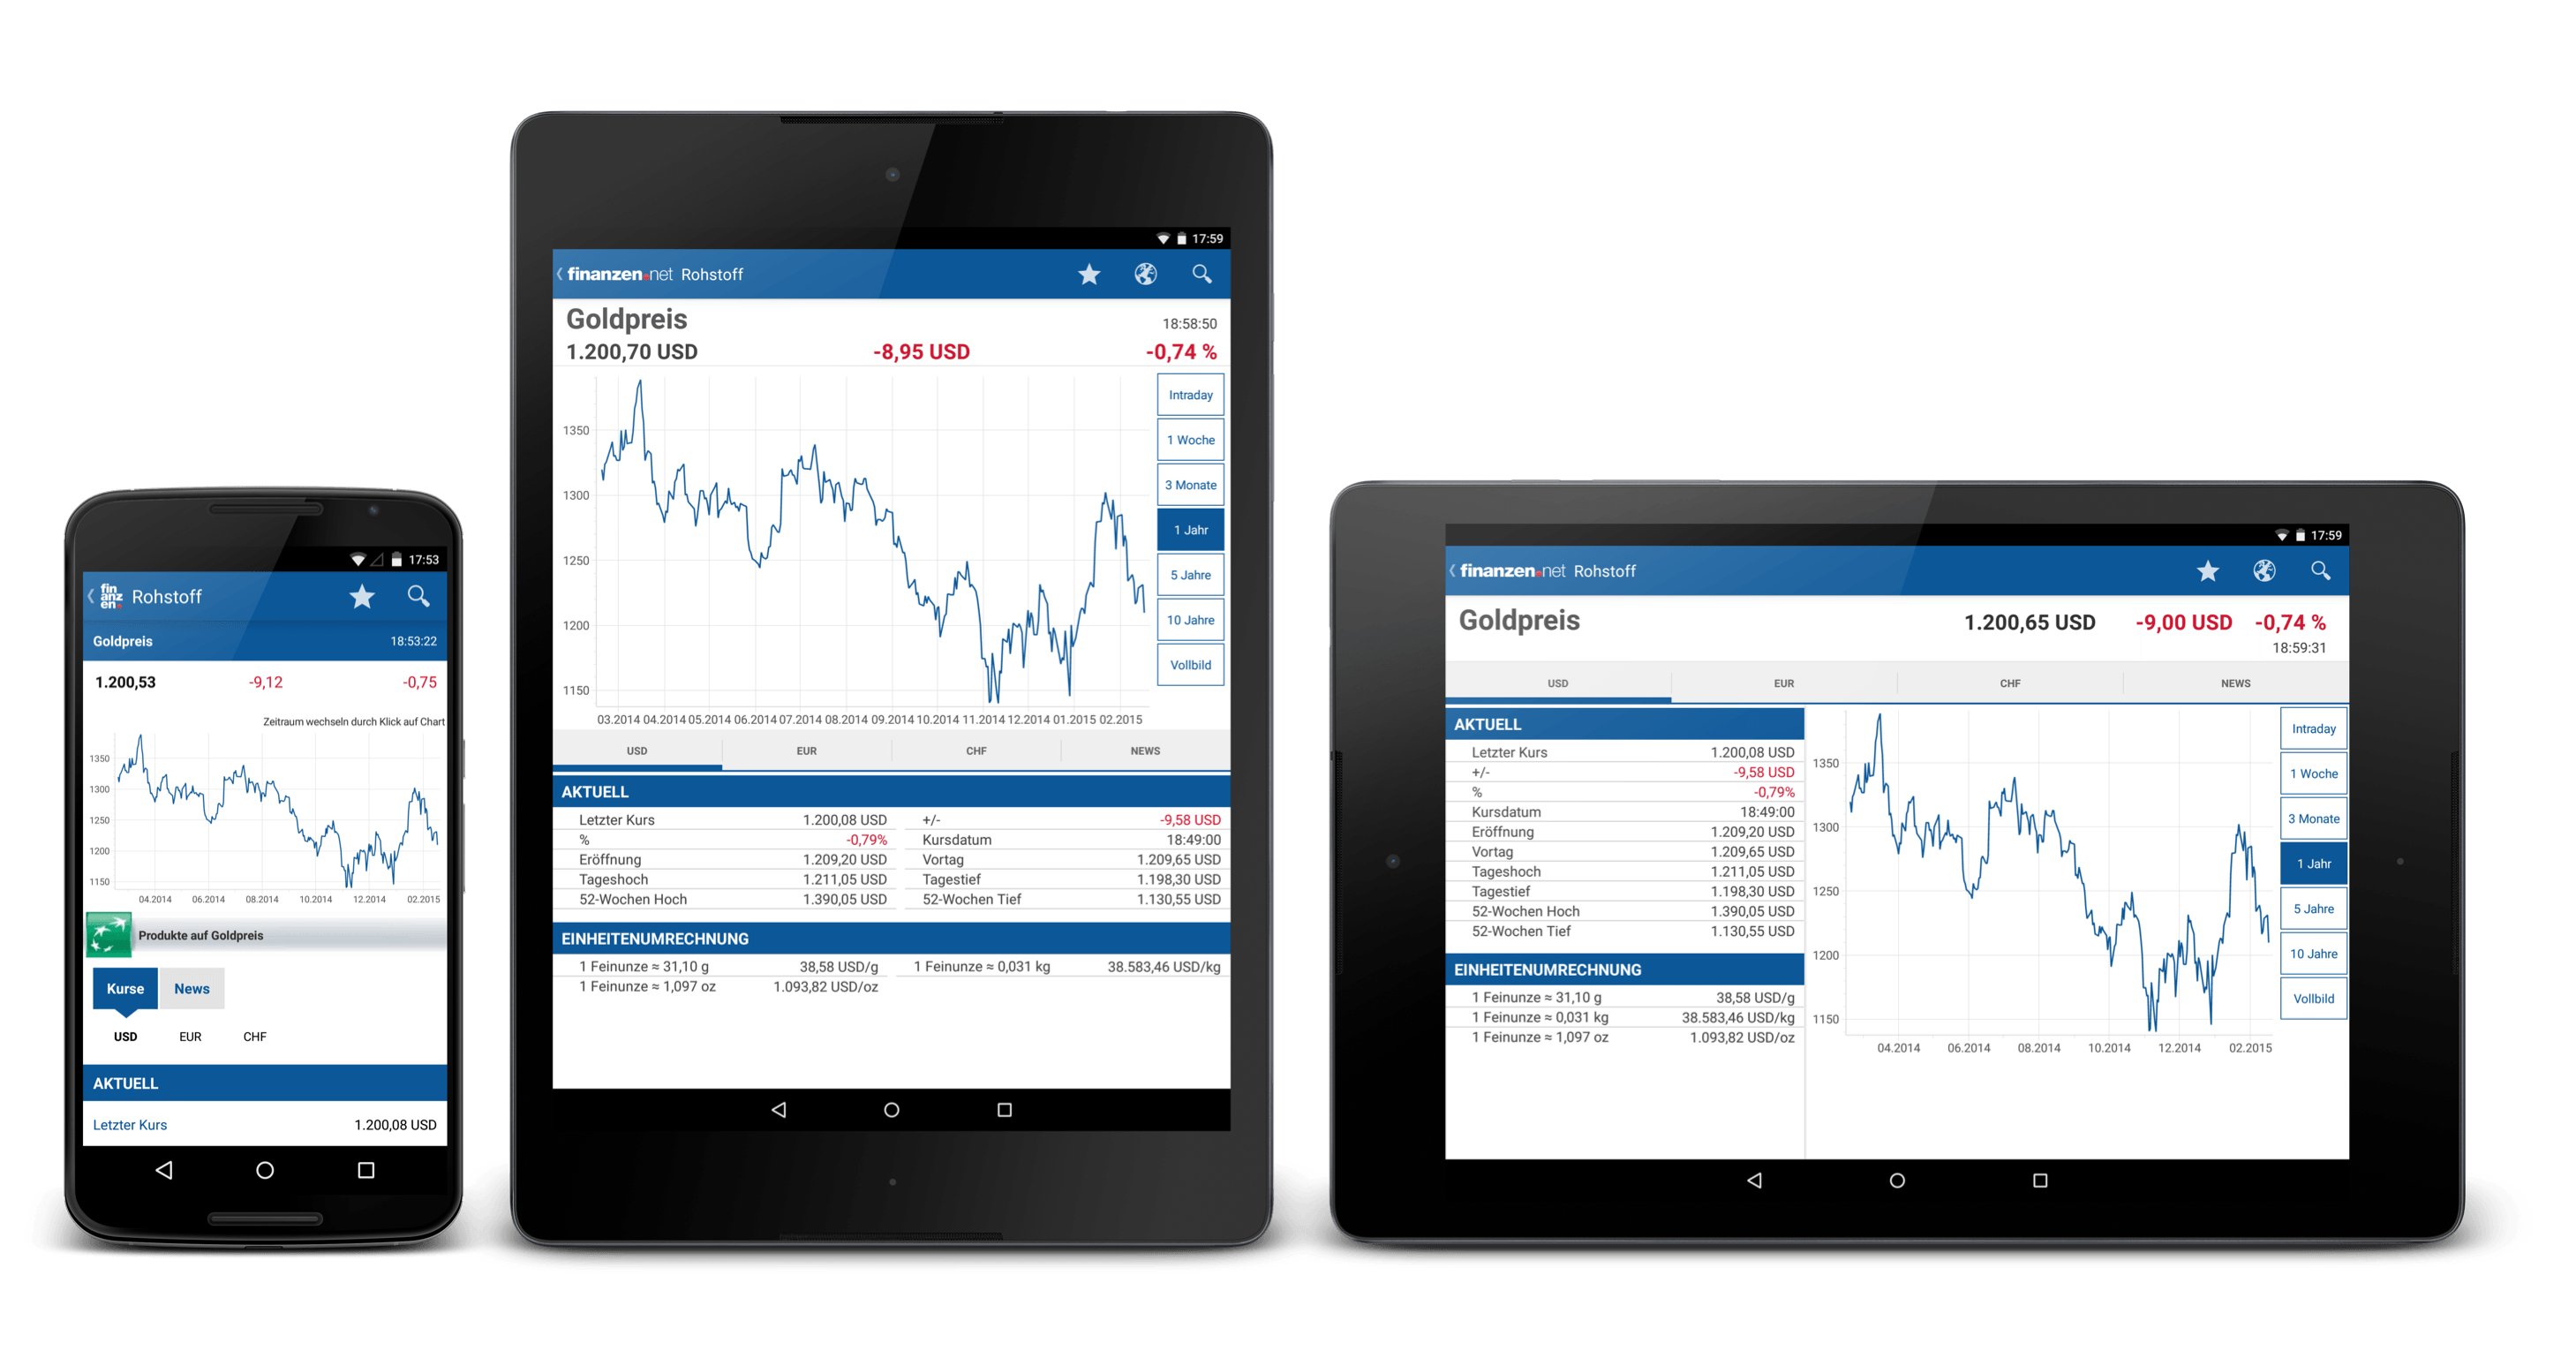 17:53
fin
anz
en.
Rohstoff
Goldpreis 18:53:22
1.200,53 -9,12 -0,75
Zeitraum wechseln durch Klick auf Chart
1350
1300
1250
1200
1150
04.2014 06.2014 08.2014 10.2014 12.2014 02.2015
Produkte auf Goldpreis
Kurse News
USD EUR CHF
AKTUELL
Letzter Kurs 1.200,08 USD
17:59
finanzen.net Rohstoff
Goldpreis 18:58:50
1.200,70 USD -8,95 USD -0,74 %
1350
1300
1250
1200
1150
03.2014 04.2014 05.2014 06.2014 07.2014 08.2014 09.2014 10.2014 11.2014 12.2014 01.2015 02.2015
Intraday
1 Woche
3 Monate
1 Jahr
5 Jahre
10 Jahre
Vollbild
USD EUR CHF NEWS
AKTUELL
Letzter Kurs 1.200,08 USD +/- -9,58 USD
% -0,79% Kursdatum 18:49:00
Eröffnung 1.209,20 USD Vortag 1.209,65 USD
Tageshoch 1.211,05 USD Tagestief 1.198,30 USD
52-Wochen Hoch 1.390,05 USD 52-Wochen Tief 1.130,55 USD
EINHEITENUMRECHNUNG
1 Feinunze ≈ 31,10 g 38,58 USD/g 1 Feinunze ≈ 0,031 kg 38.583,46 USD/kg
1 Feinunze ≈ 1,097 oz 1.093,82 USD/oz
17:59
finanzen.net Rohstoff
Goldpreis 1.200,65 USD -9,00 USD -0,74 %
18:59:31
USD EUR CHF NEWS
AKTUELL
Letzter Kurs 1.200,08 USD
+/- -9,58 USD
% -0,79%
Kursdatum 18:49:00
Eröffnung 1.209,20 USD
Vortag 1.209,65 USD
Tageshoch 1.211,05 USD
Tagestief 1.198,30 USD
52-Wochen Hoch 1.390,05 USD
52-Wochen Tief 1.130,55 USD
EINHEITENUMRECHNUNG
1 Feinunze ≈ 31,10 g 38,58 USD/g
1 Feinunze ≈ 0,031 kg 38.583,46 USD/kg
1 Feinunze ≈ 1,097 oz 1.093,82 USD/oz
1350
1300
1250
1200
1150
04.2014 06.2014 08.2014 10.2014 12.2014 02.2015
Intraday
1 Woche
3 Monate
1 Jahr
5 Jahre
10 Jahre
Vollbild